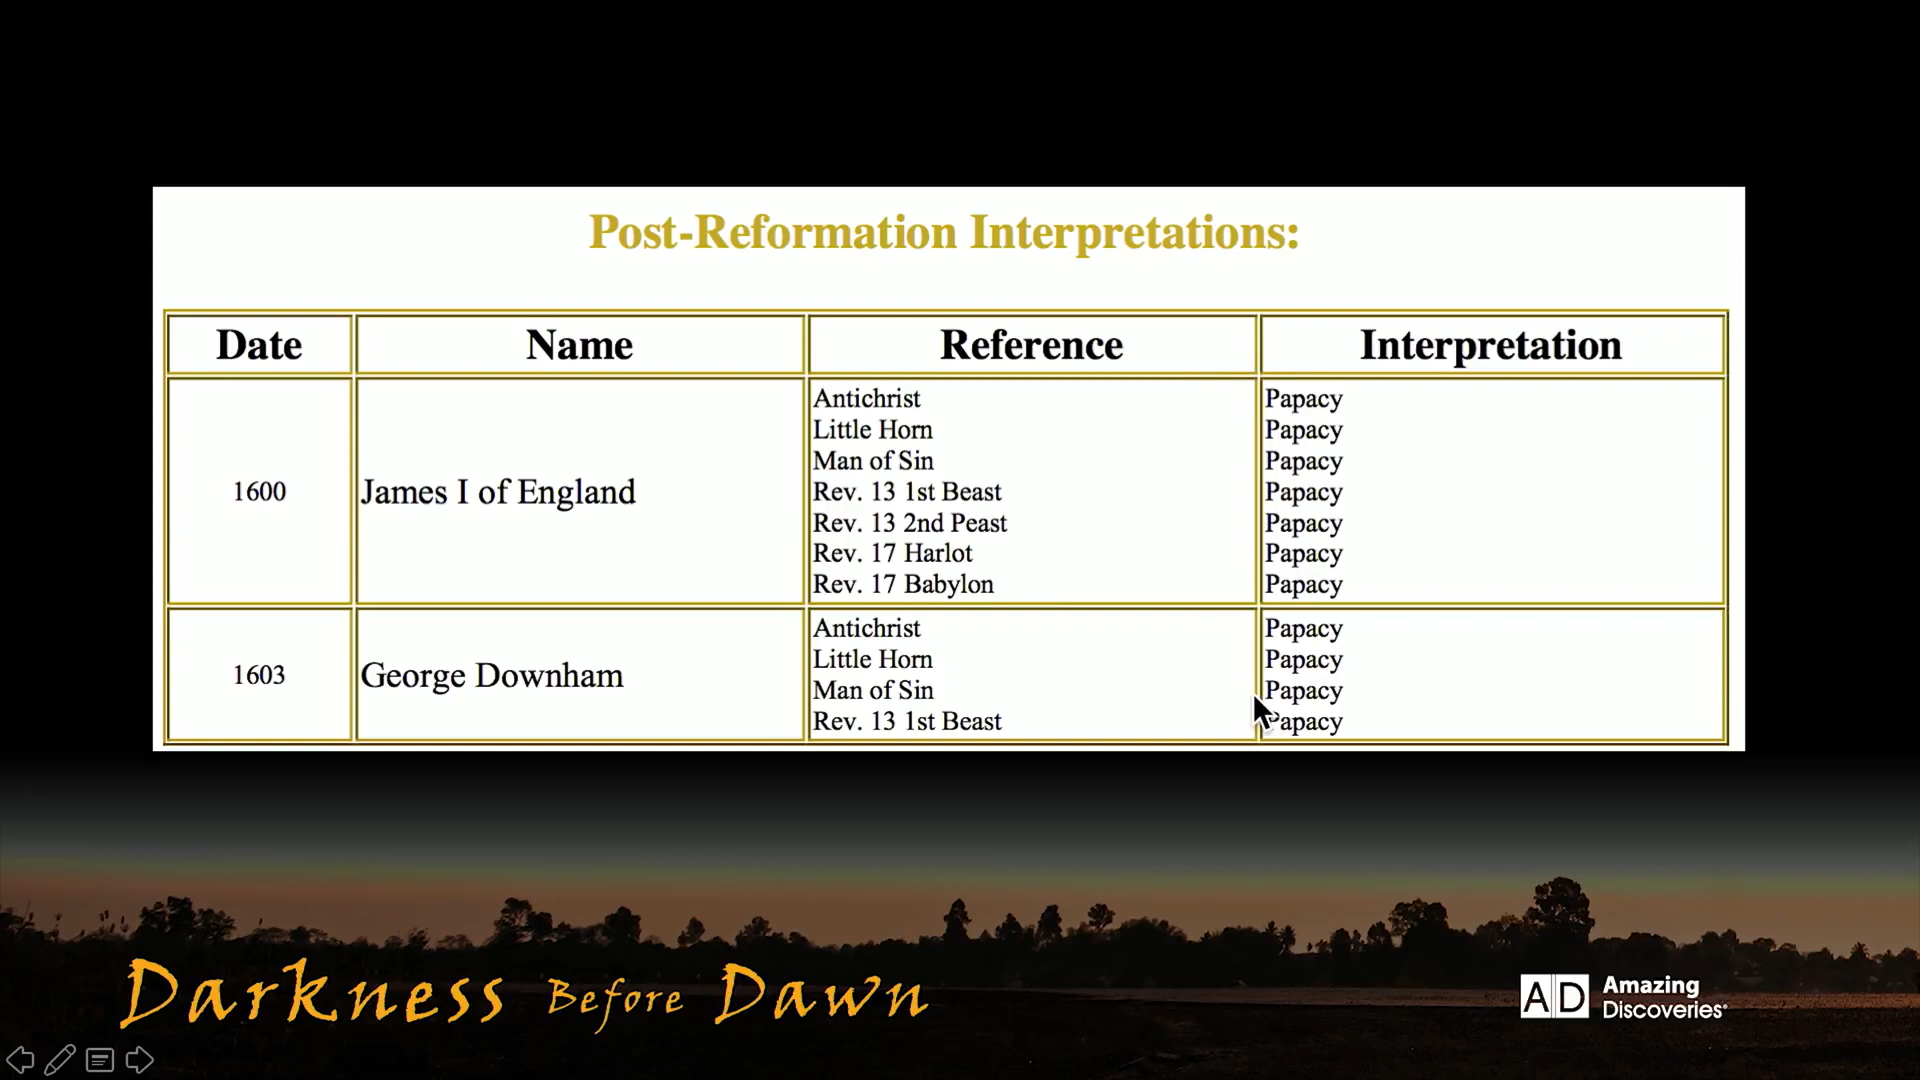 Post-Reformation Interpretations:
Date Name Reference Interpretation
1600 James I of England
Antichrist Papacy
Little Horn Papacy
Man of Sin Papacy
Rev. 13 1st Beast Papacy
Rev. 13 2nd Peast Papacy
Rev. 17 Harlot Papacy
Rev. 17 Babylon Papacy
1603 George Downham
Antichrist Papacy
Little Horn Papacy
Man of Sin Papacy
Rev. 13 1st Beast Papacy
Darkness Before Dawn
AD Amazing
Discoveries